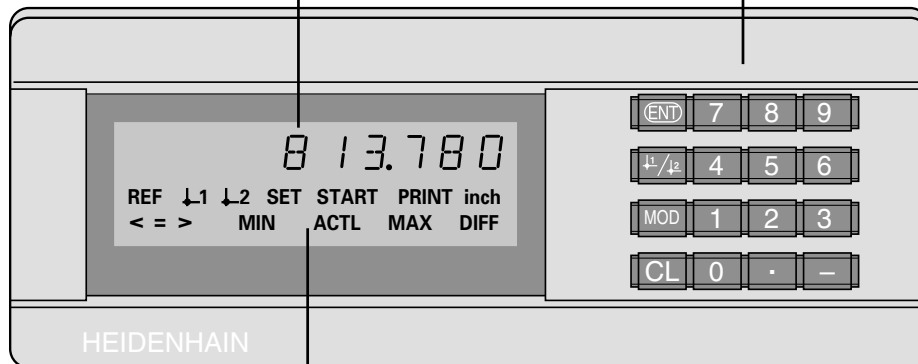 813.780
REF 1 2 SET START PRINT inch
< = > MIN ACTL MAX DIFF
ENT 7 8 9
1/2 4 5 6
MOD 1 2 3
CL 0 . –
HEIDENHAIN